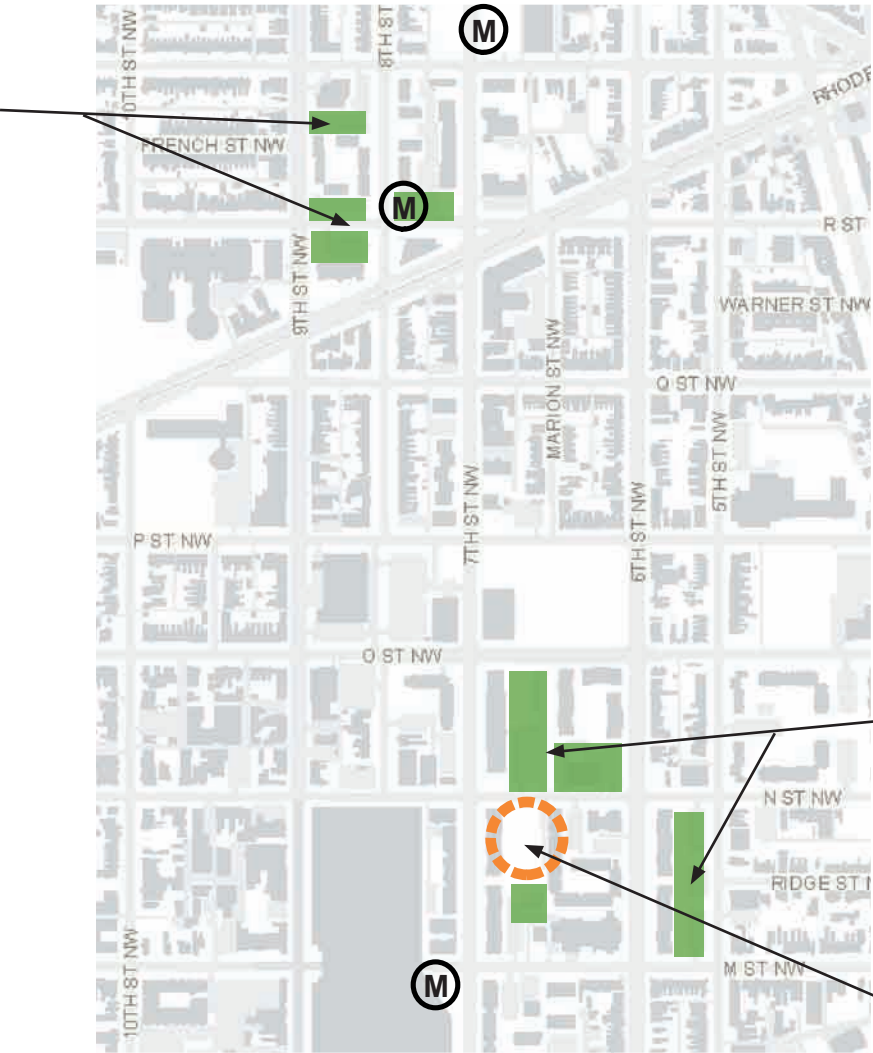 M
10TH ST NW
8TH ST
RHODE
FRENCH ST NW
M
R ST
9TH ST NW
WARNER ST NW
MARION ST NW
Q ST NW
5TH ST NW
7TH ST NW
6TH ST NW
P ST NW
O ST NW
N ST NW
RIDGE ST N
10TH ST NW
M ST NW
M